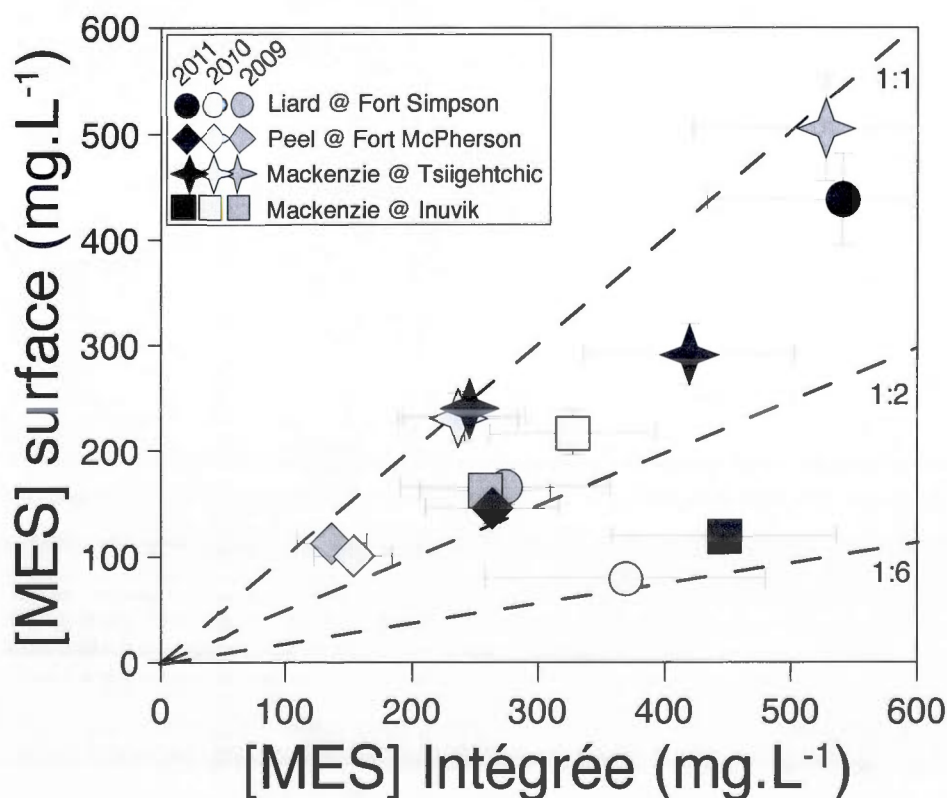 600
500
400
300
200
100
0
[MES] surface (mg.L⁻¹)
2011 2010 2009
Liard @ Fort Simpson
Peel @ Fort McPherson
Mackenzie @ Tsiigehtchic
Mackenzie @ Inuvik
1:1
1:2
1:6
0 100 200 300 400 500 600
[MES] Intégrée (mg.L⁻¹)